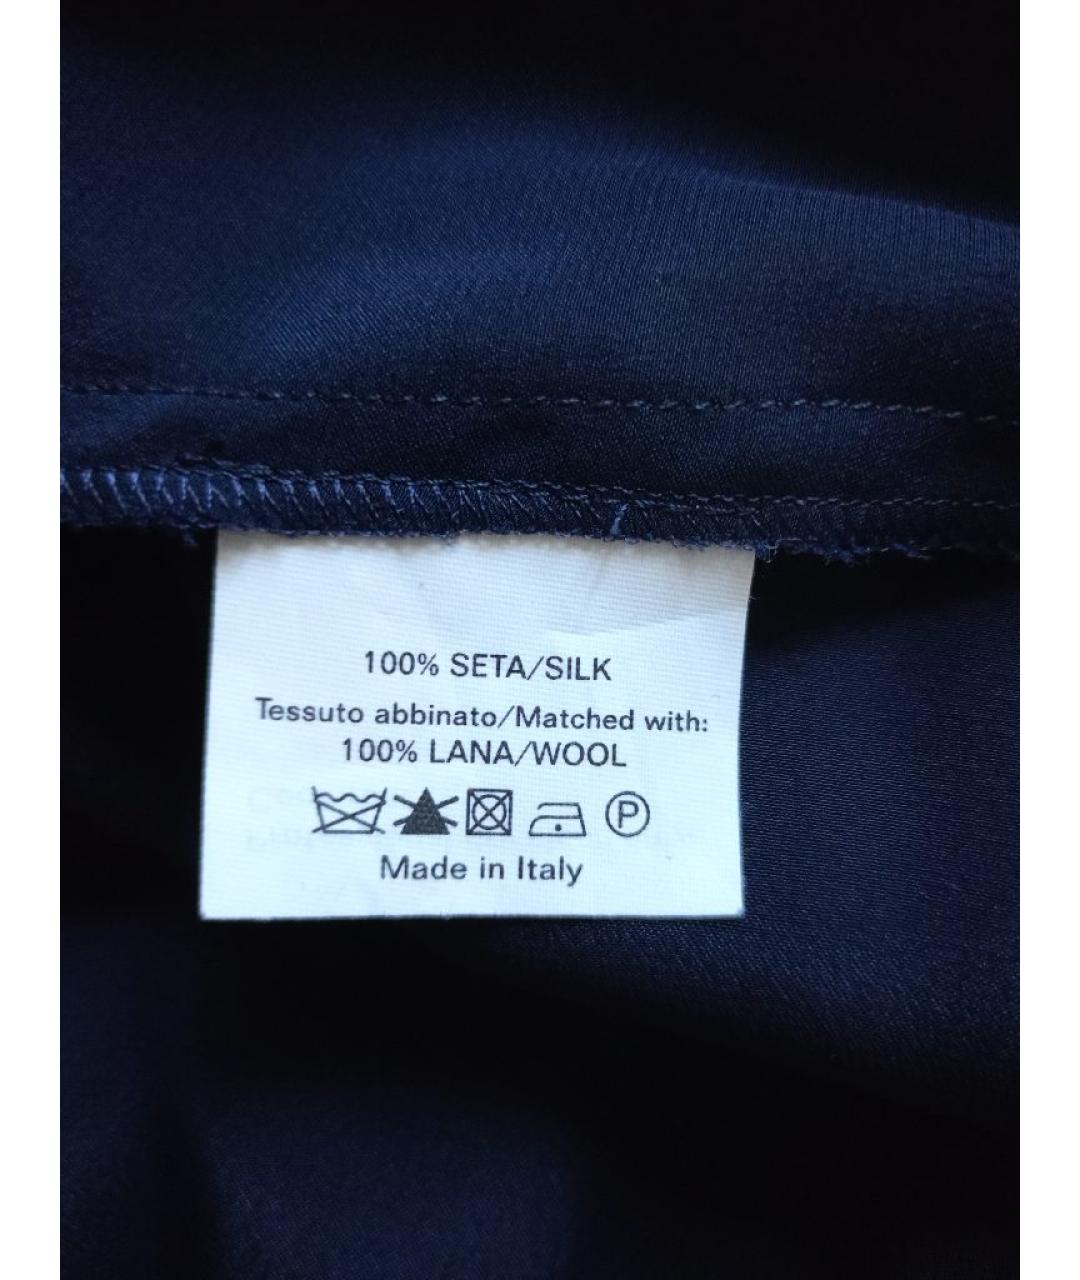 100% SETA/SILK
Tessuto abbinato/Matched with:
100% LANA/WOOL
P
Made in Italy